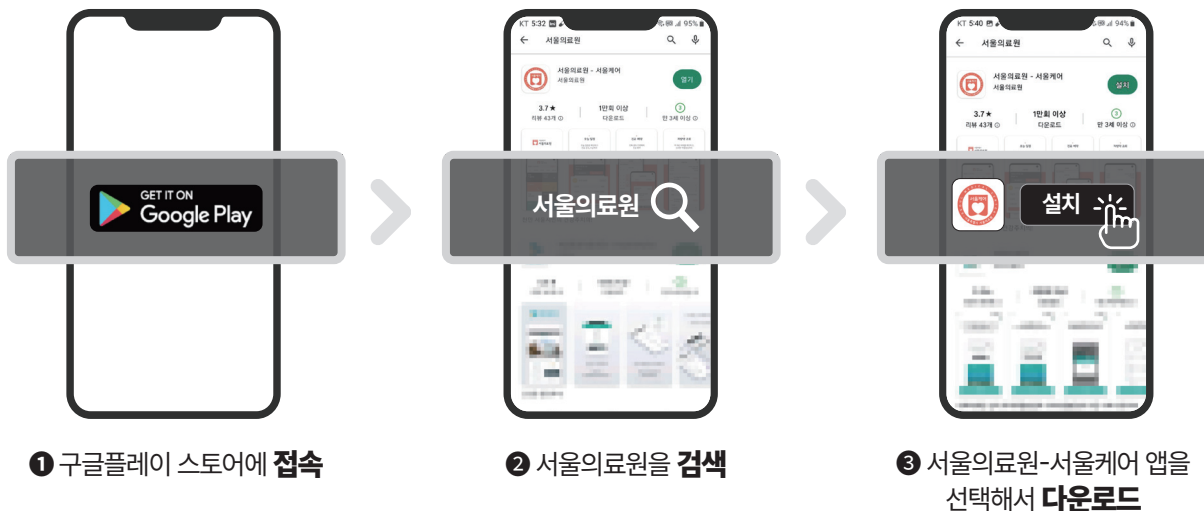 GET IT ON
Google Play
❶ 구글플레이 스토어에 접속
KT 5:32 95%
서울의료원
서울의료원 - 서울케어
서울의료원
열기
3.7★ 1만회 이상 ③
리뷰 43개 다운로드 만 3세 이상
서울의료원
❷ 서울의료원을 검색
KT 5:40 94%
서울의료원
서울의료원 - 서울케어
서울의료원
설치
3.7★ 1만회 이상 ③
리뷰 43개 다운로드 만 3세 이상
서울케어
설치
❸ 서울의료원-서울케어 앱을
선택해서 다운로드